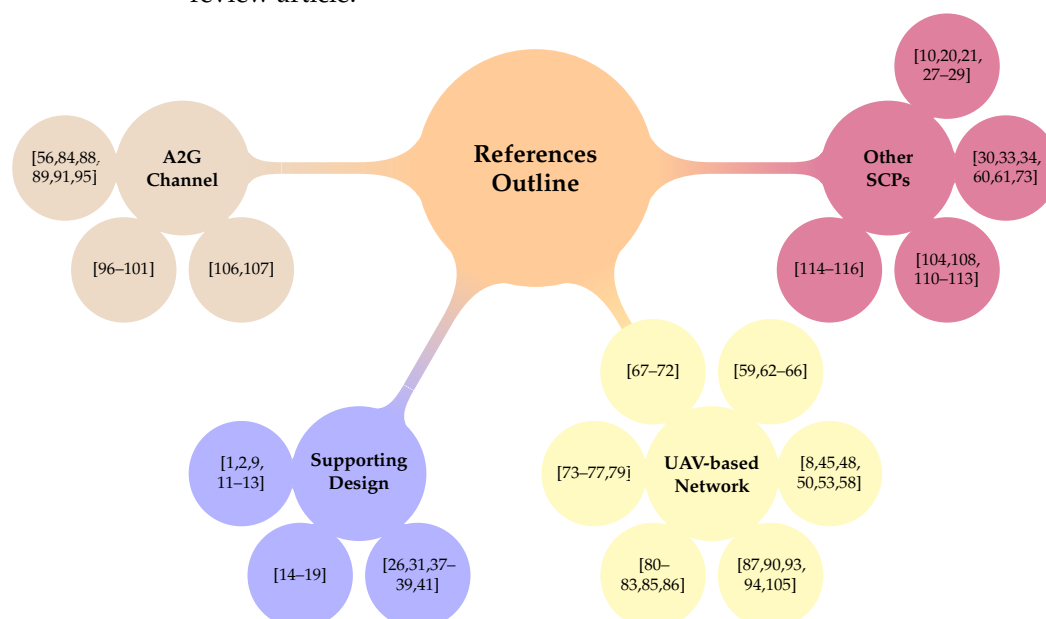 review article.
References
Outline
A2G
Channel
[56,84,88,
89,91,95]
[96–101]
[106,107]
Other
SCPs
[10,20,21,
27–29]
[30,33,34,
60,61,73]
[104,108,
110–113]
[114–116]
Supporting
Design
[1,2,9,
11–13]
[14–19]
[26,31,37–
39,41]
UAV-based
Network
[67–72]
[59,62–66]
[73–77,79]
[8,45,48,
50,53,58]
[80–
83,85,86]
[87,90,93,
94,105]